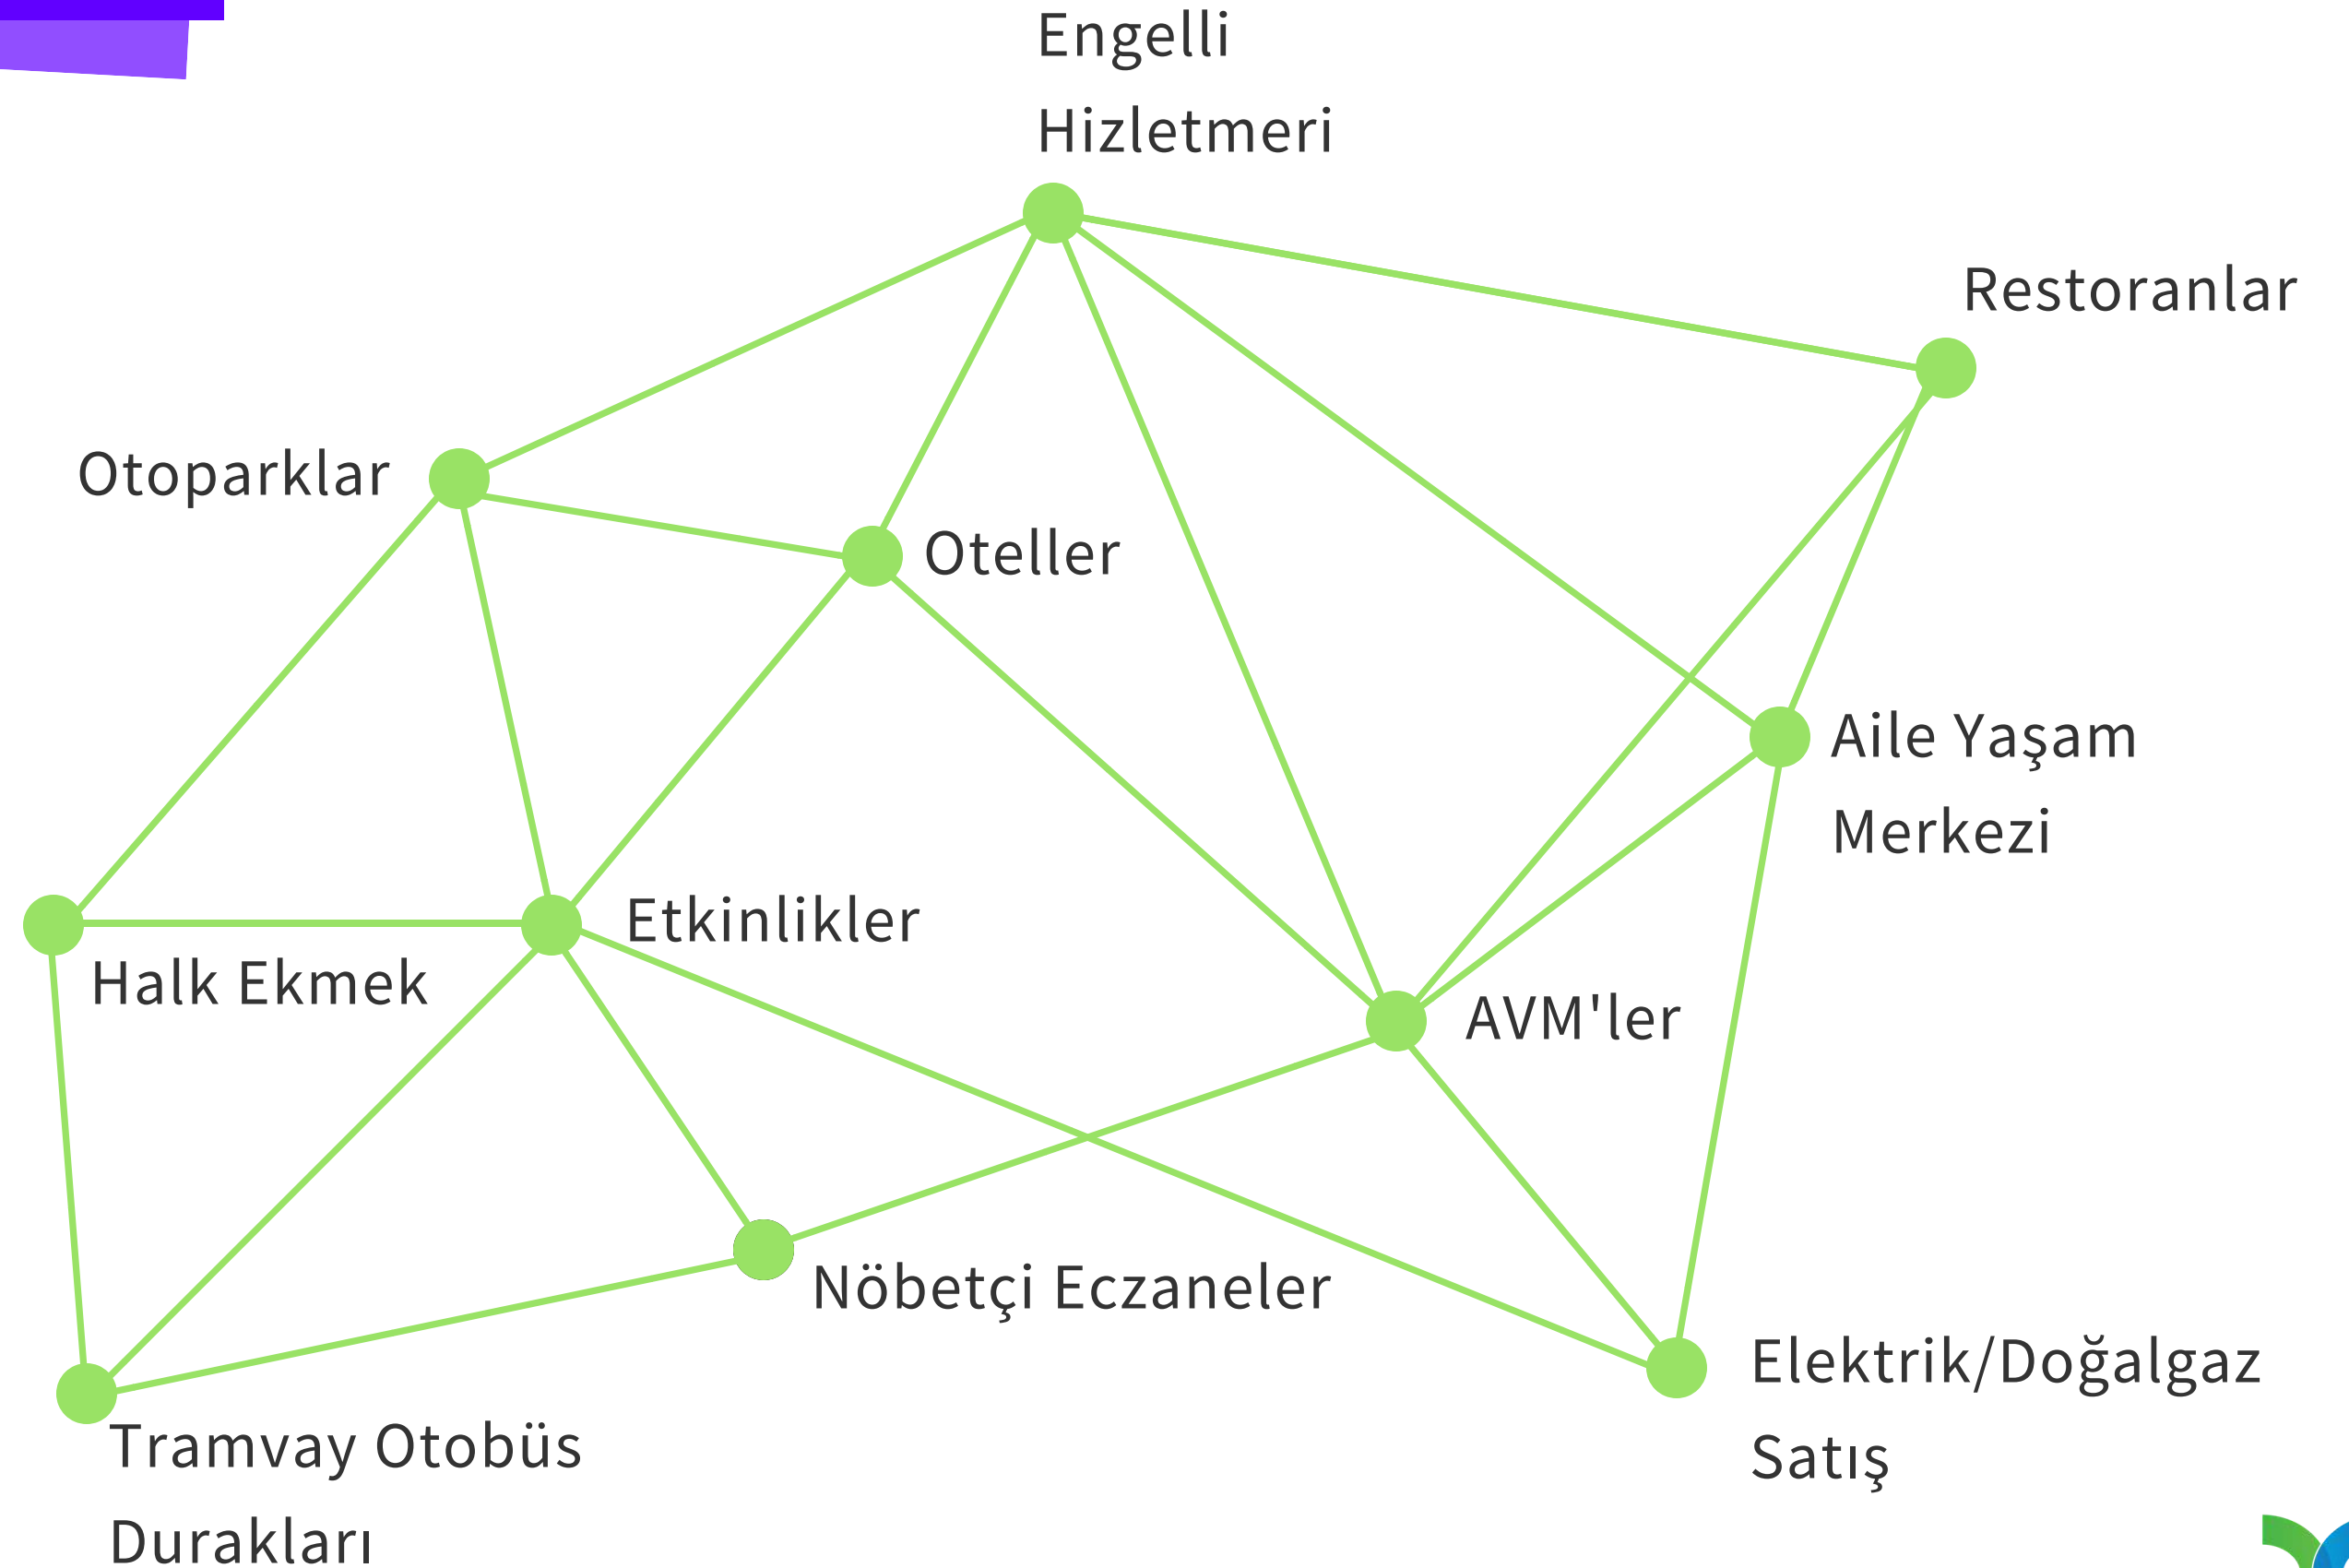 Engelli
Hizletmeri
Restoranlar
Otoparklar
Oteller
Aile Yaşam
Merkezi
Etkinlikler
Halk Ekmek
AVM'ler
Nöbetçi Eczaneler
Elektrik/Doğalgaz
Satış
Tramvay Otobüs
Durakları